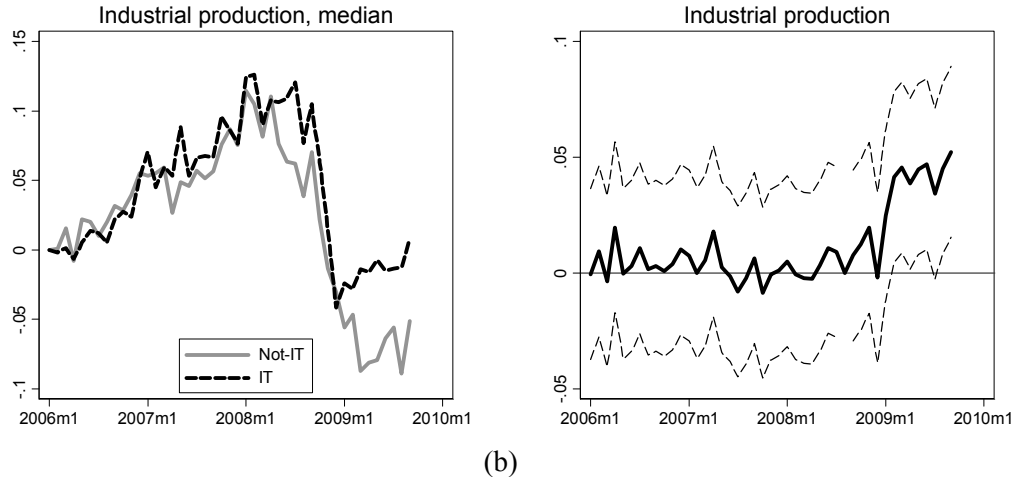 Industrial production, median
.15
.1
.05
0
-.05
-.1
Not-IT
IT
2006m1 2007m1 2008m1 2009m1 2010m1
Industrial production
.1
.05
0
-.05
2006m1 2007m1 2008m1 2009m1 2010m1
(b)